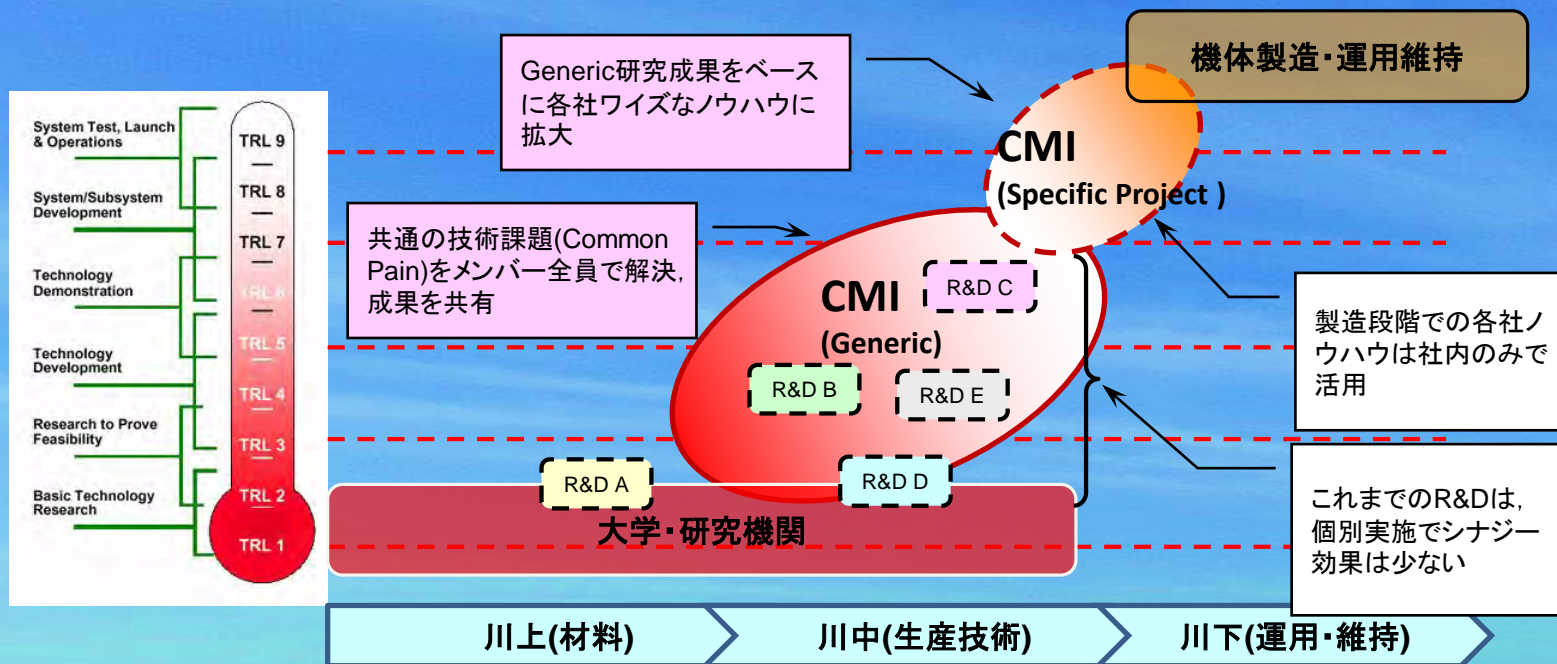 機体製造・運用維持
Generic研究成果をベース
に各社ワイズなノウハウに
拡大
CMI
(Specific Project )
共通の技術課題(Common
Pain)をメンバー全員で解決,
成果を共有
CMI
(Generic)
R&D C
R&D B
R&D E
R&D A
R&D D
大学・研究機関
製造段階での各社ノ
ウハウは社内のみで
活用
これまでのR&Dは,
個別実施でシナジー
効果は少ない
System Test, Launch
& Operations
System/Subsystem
Development
Technology
Demonstration
Technology
Development
Research to Prove
Feasibility
Basic Technology
Research
TRL 9
TRL 8
TRL 7
TRL 6
TRL 5
TRL 4
TRL 3
TRL 2
TRL 1
川上(材料)
川中(生産技術)
川下(運用・維持)